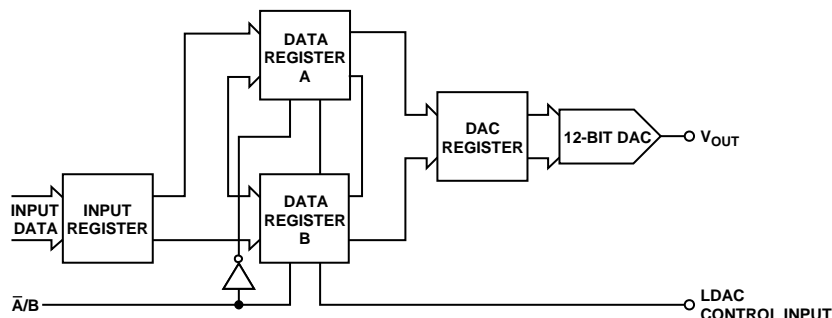 DATA
REGISTER
A
DAC
REGISTER
12-BIT DAC
VOUT
INPUT
DATA
INPUT
REGISTER
DATA
REGISTER
B
A̅/B
LDAC
CONTROL INPUT